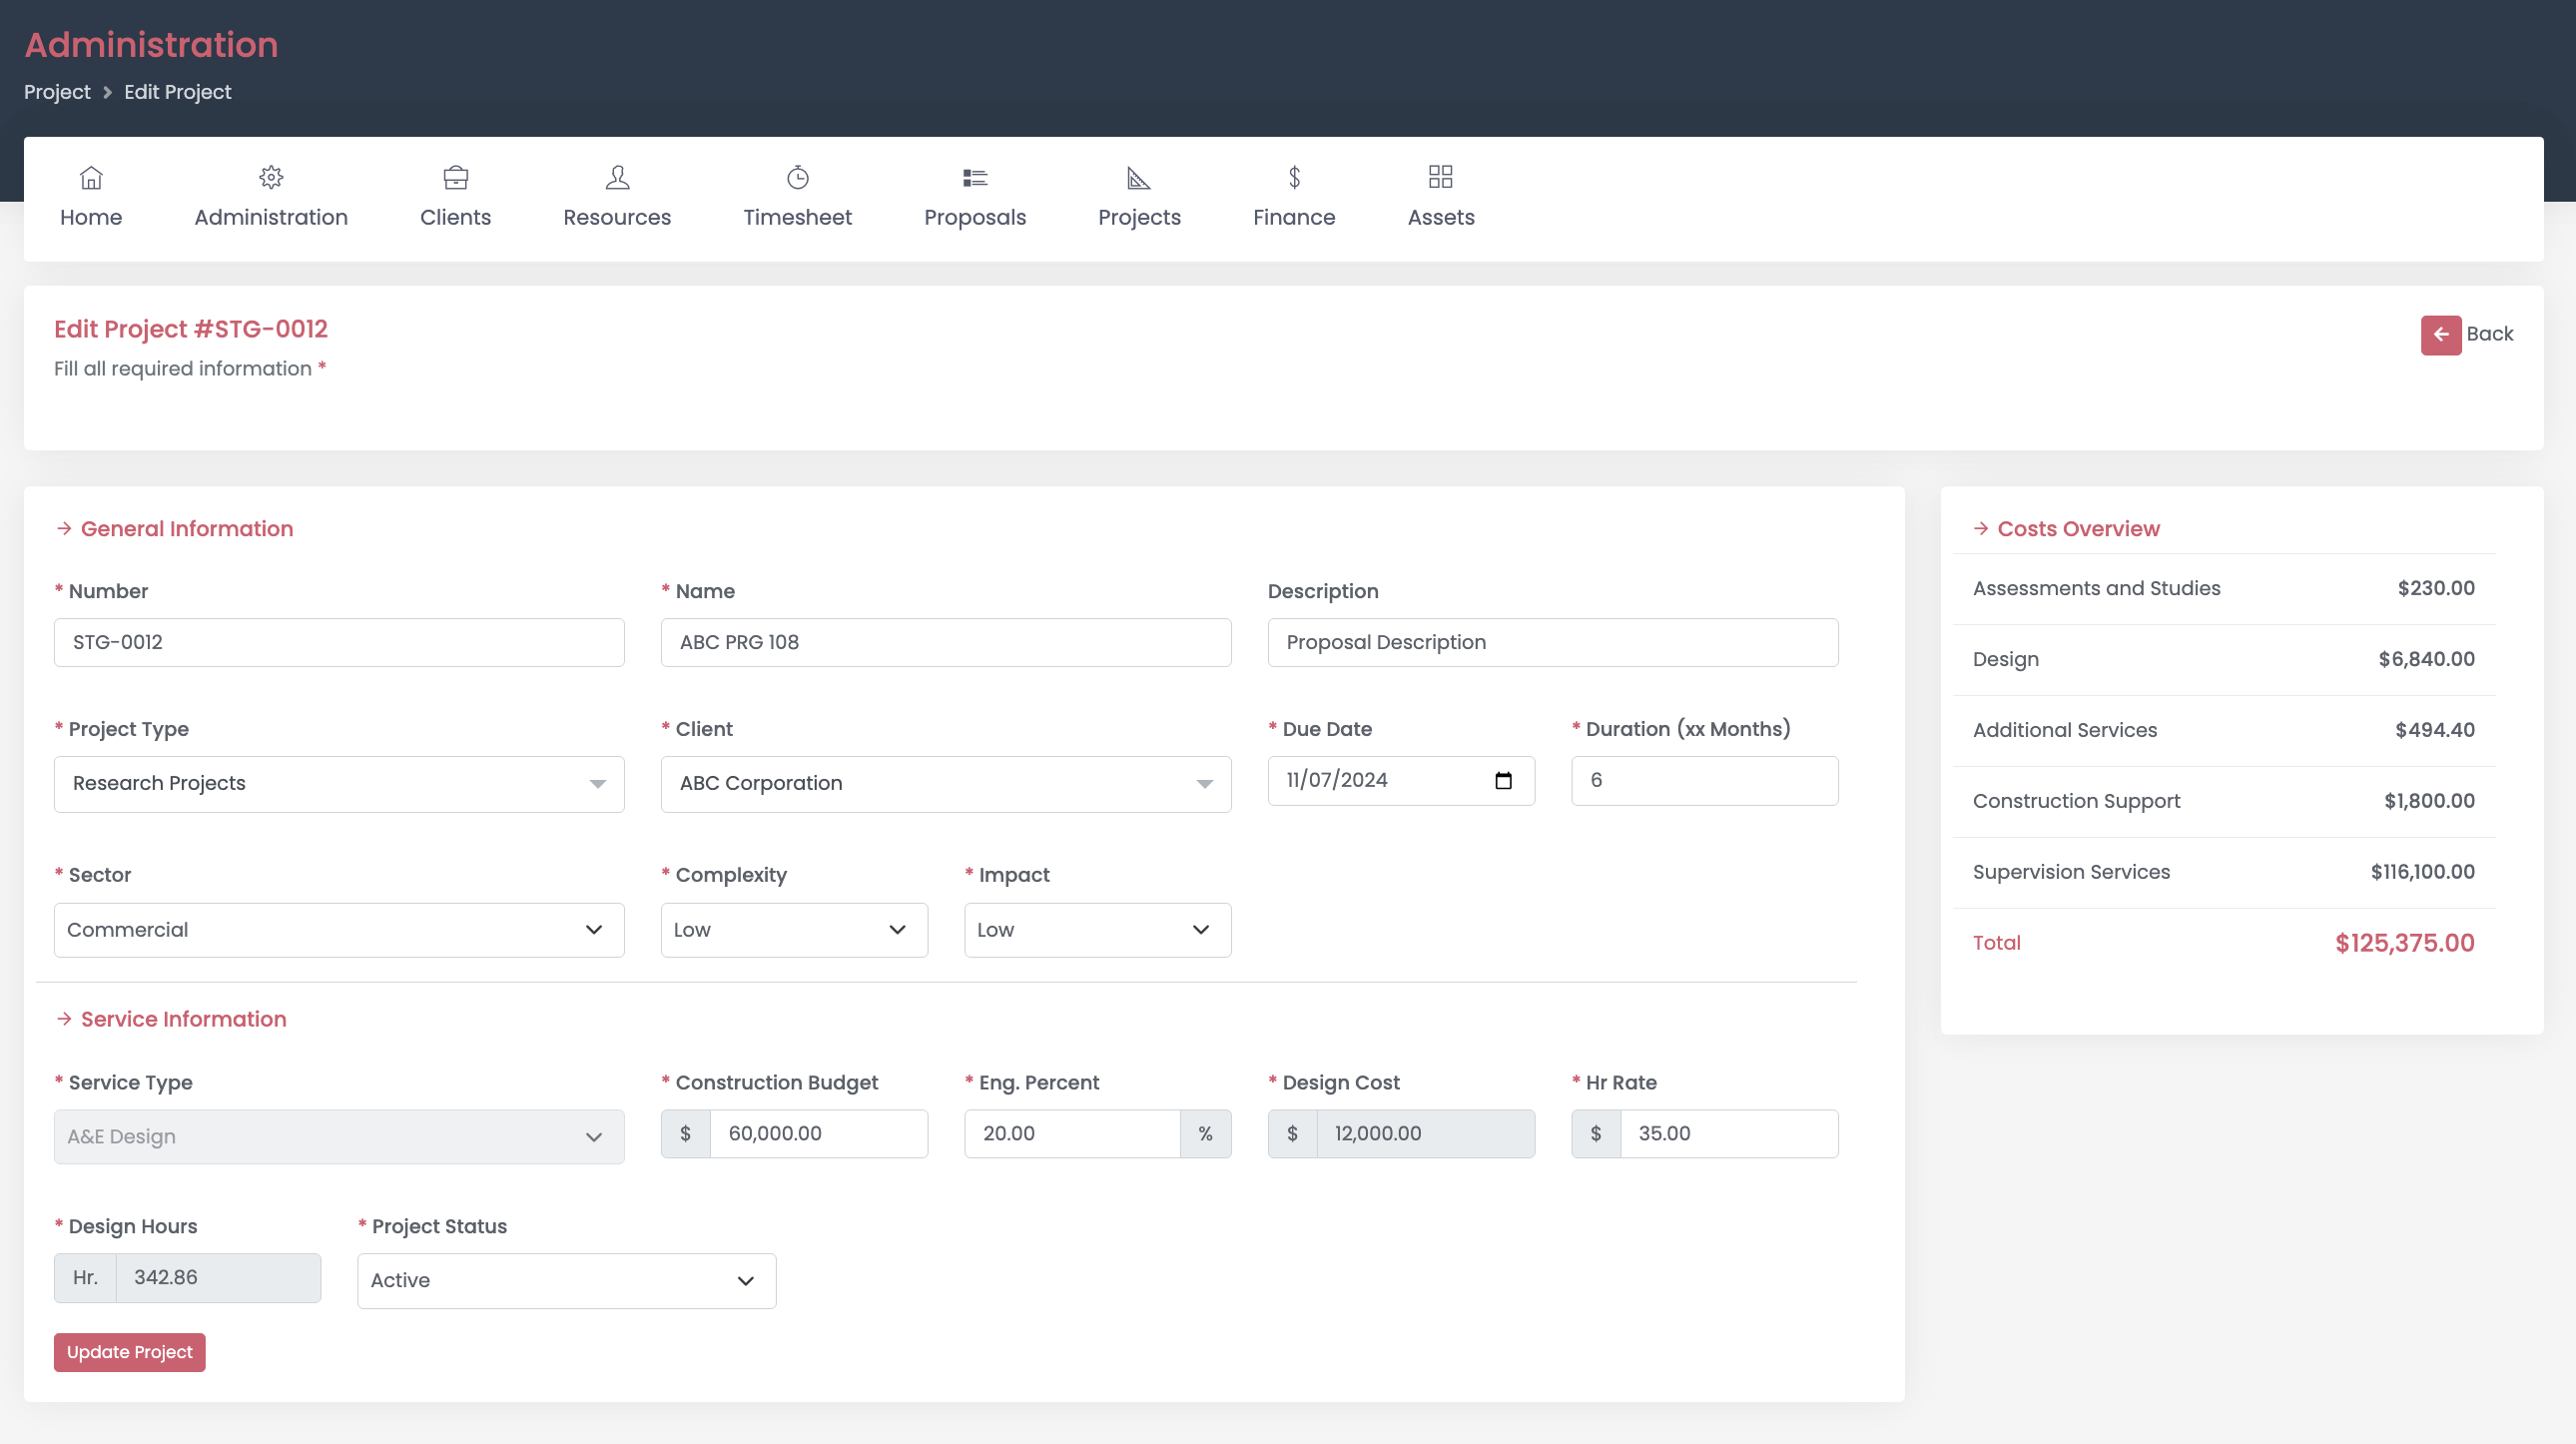 Administration
Project > Edit Project
Home Administration Clients Resources Timesheet Proposals Projects Finance Assets
Edit Project #STG-0012
Back
Fill all required information *
General Information
* Number * Name Description
STG-0012 ABC PRG 108 Proposal Description
* Project Type * Client * Due Date * Duration (xx Months)
Research Projects ABC Corporation 11/07/2024 6
* Sector * Complexity * Impact
Commercial Low Low
Service Information
* Service Type * Construction Budget * Eng. Percent * Design Cost * Hr Rate
A&E Design $ 60,000.00 20.00 % $ 12,000.00 $ 35.00
* Design Hours * Project Status
Hr. 342.86 Active
Update Project
Costs Overview
Assessments and Studies $230.00
Design $6,840.00
Additional Services $494.40
Construction Support $1,800.00
Supervision Services $116,100.00
Total $125,375.00